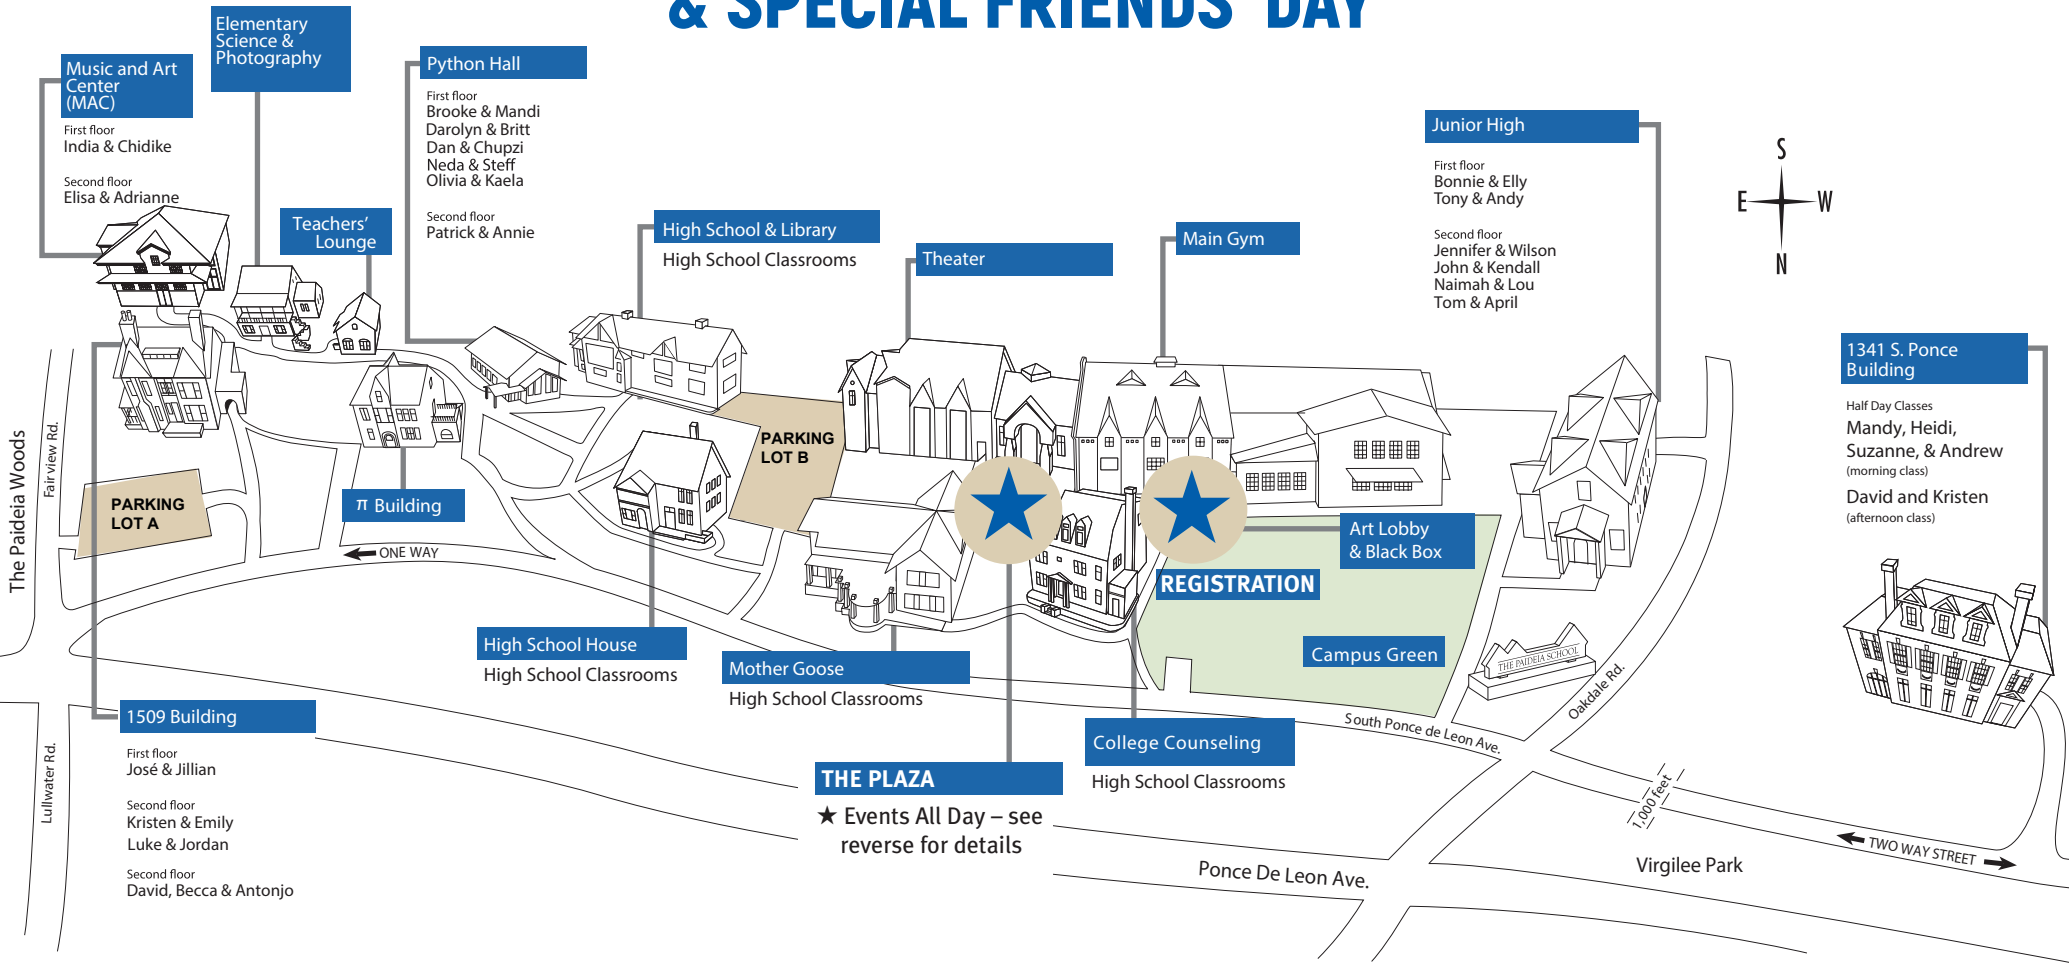 & SPECIAL FRIENDS' DAY
Elementary
Science &
Photography
Music and Art
Center
(MAC)
First floor
India & Chidike
Second floor
Elisa & Adrianne
Teachers'
Lounge
Python Hall
First floor
Brooke & Mandi
Darolyn & Britt
Dan & Chupzi
Neda & Steff
Olivia & Kaela
Second floor
Patrick & Annie
High School & Library
High School Classrooms
Theater
Main Gym
Junior High
First floor
Bonnie & Elly
Tony & Andy
Second floor
Jennifer & Wilson
John & Kendall
Naimah & Lou
Tom & April
S
E
W
N
1341 S. Ponce
Building
Half Day Classes
Mandy, Heidi,
Suzanne, & Andrew
(morning class)
David and Kristen
(afternoon class)
The Paideia Woods
Fairview Rd.
PARKING
LOT A
π Building
ONE WAY
PARKING
LOT B
Art Lobby
& Black Box
REGISTRATION
Campus Green
THE PAIDEIA SCHOOL
Oakdale Rd.
High School House
High School Classrooms
Mother Goose
High School Classrooms
South Ponce de Leon Ave.
College Counseling
High School Classrooms
THE PLAZA
★ Events All Day – see
reverse for details
1509 Building
First floor
José & Jillian
Second floor
Kristen & Emily
Luke & Jordan
Second floor
David, Becca & Antonjo
Lullwater Rd.
1,000 feet
TWO WAY STREET
Virgilee Park
Ponce De Leon Ave.